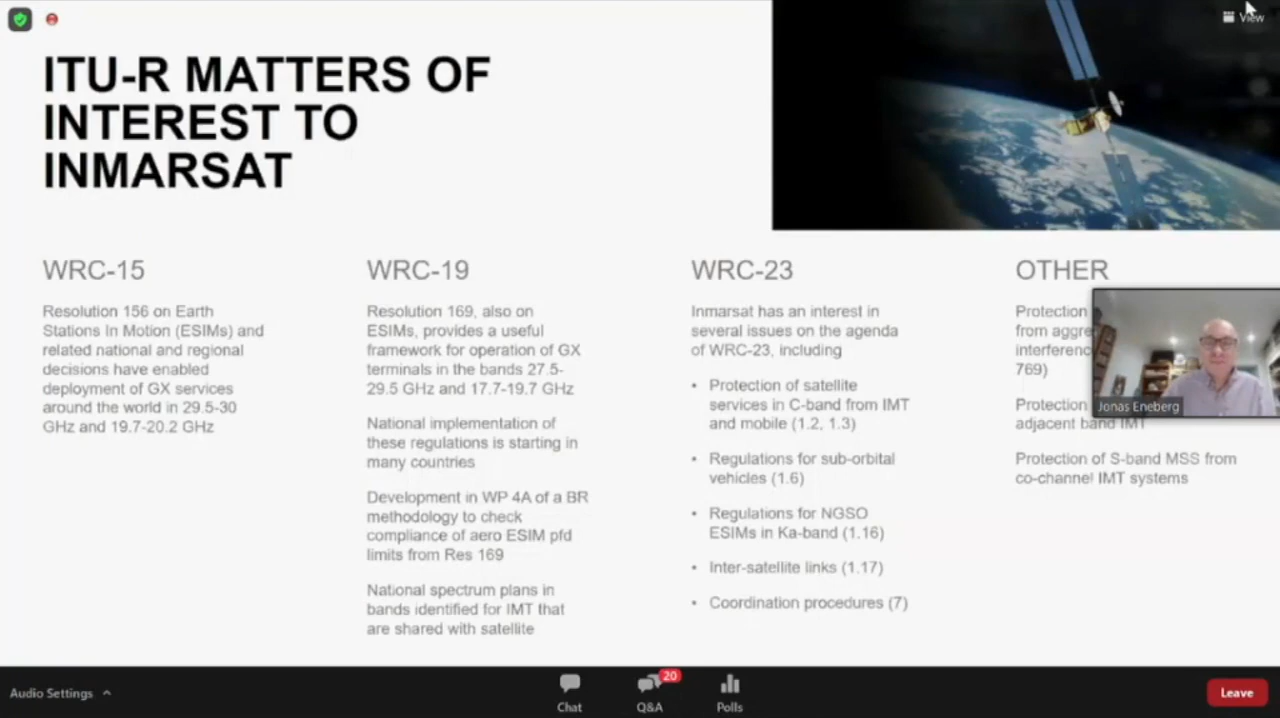 View
ITU-R MATTERS OF
INTEREST TO
INMARSAT
WRC-15
Resolution 156 on Earth
Stations In Motion (ESIMs) and
related national and regional
decisions have enabled
deployment of GX services
around the world in 29.5-30
GHz and 19.7-20.2 GHz
WRC-19
Resolution 169, also on
ESIMs, provides a useful
framework for operation of GX
terminals in the bands 27.5-
29.5 GHz and 17.7-19.7 GHz
National implementation of
these regulations is starting in
many countries
Development in WP 4A of a BR
methodology to check
compliance of aero ESIM pfd
limits from Res 169
National spectrum plans in
bands identified for IMT that
are shared with satellite
WRC-23
Inmarsat has an interest in
several issues on the agenda
of WRC-23, including
• Protection of satellite
services in C-band from IMT
and mobile (1.2, 1.3)
• Regulations for sub-orbital
vehicles (1.6)
• Regulations for NGSO
ESIMs in Ka-band (1.16)
• Inter-satellite links (1.17)
• Coordination procedures (7)
OTHER
Protection
from
769)
Protection
adjacent band IMT
Protection of S-band MSS from
co-channel IMT systems
Jonas Eneberg
Audio Settings
Chat
20
Q&A
Polls
Leave